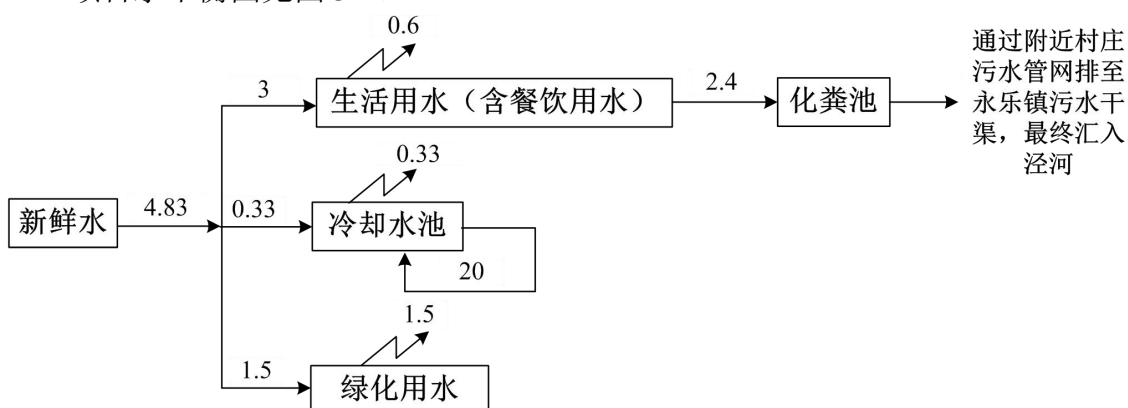 0.6
3
生活用水（含餐饮用水）
2.4
化粪池
通过附近村庄
污水管网排至
永乐镇污水干
渠，最终汇入
泾河
0.33
新鲜水
4.83
0.33
冷却水池
20
1.5
1.5
绿化用水